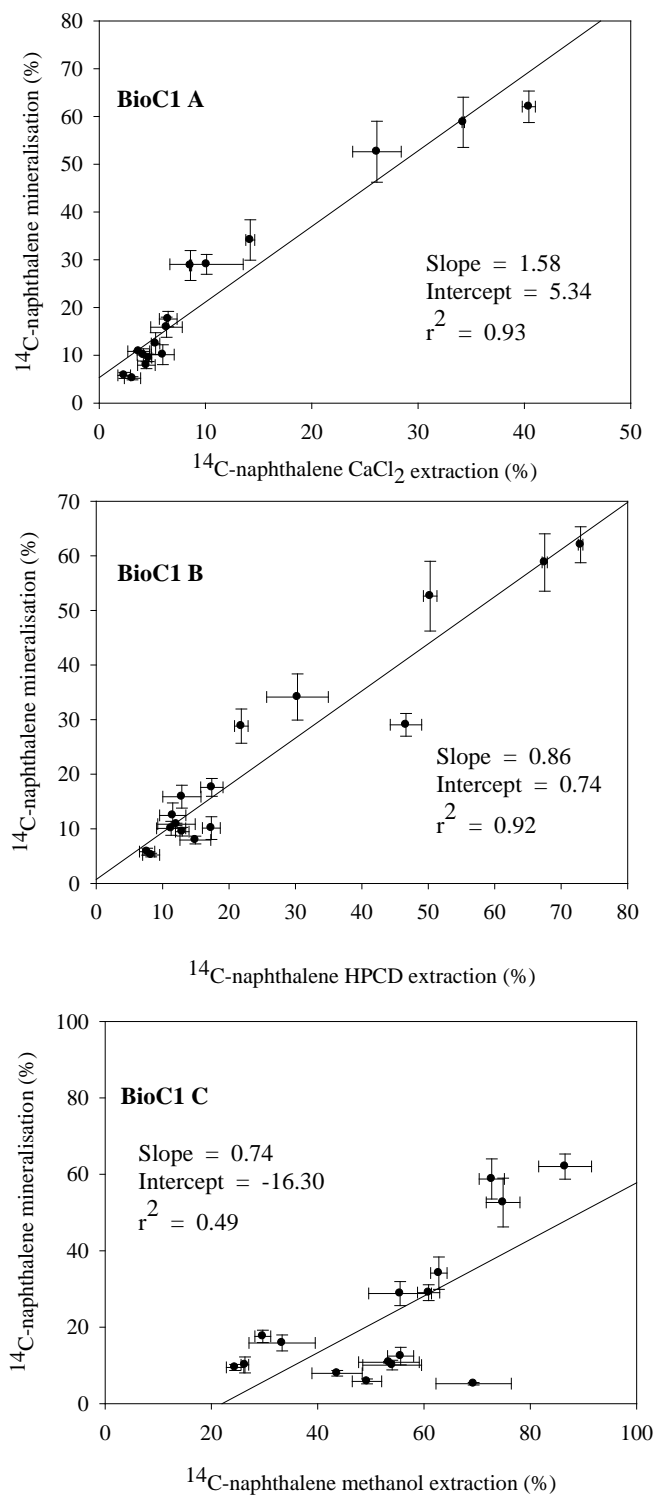 80
70
60
50
40
30
20
10
0
¹⁴C-naphthalene mineralisation (%)
BioC1 A
Slope = 1.58
Intercept = 5.34
r² = 0.93
0 10 20 30 40 50
¹⁴C-naphthalene CaCl₂ extraction (%)
70
60
50
40
30
20
10
0
¹⁴C-naphthalene mineralisation (%)
BioC1 B
Slope = 0.86
Intercept = 0.74
r² = 0.92
0 10 20 30 40 50 60 70 80
¹⁴C-naphthalene HPCD extraction (%)
100
80
60
40
20
0
¹⁴C-naphthalene mineralisation (%)
BioC1 C
Slope = 0.74
Intercept = -16.30
r² = 0.49
0 20 40 60 80 100
¹⁴C-naphthalene methanol extraction (%)